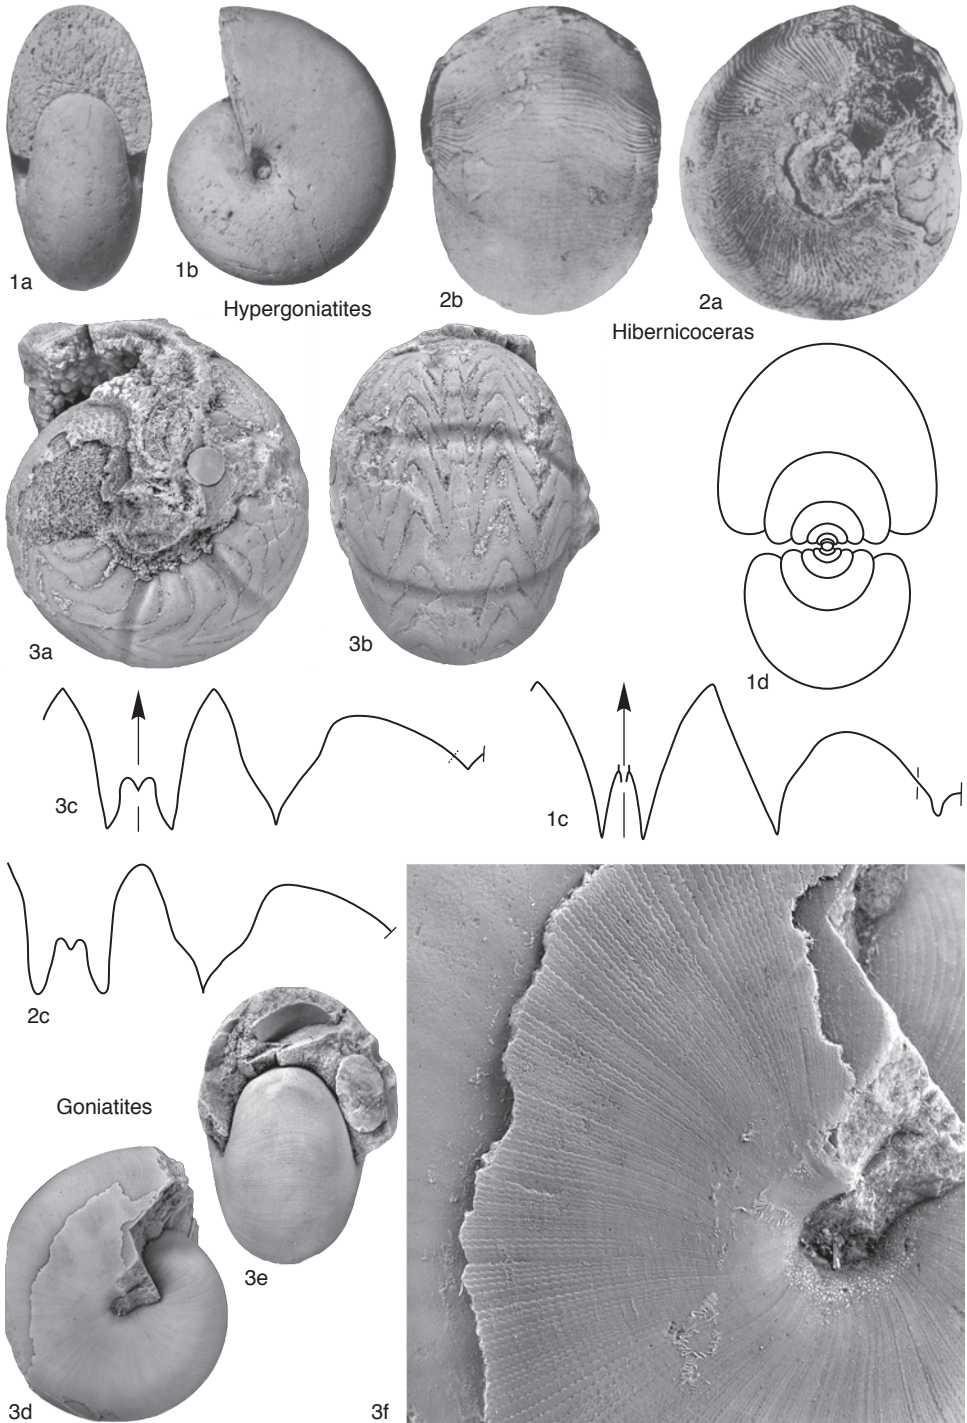 1a
1b
Hypergoniatites
2b
2a
Hibernicoceras
3a
3b
1d
3c
1c
2c
Goniatites
3e
3d
3f